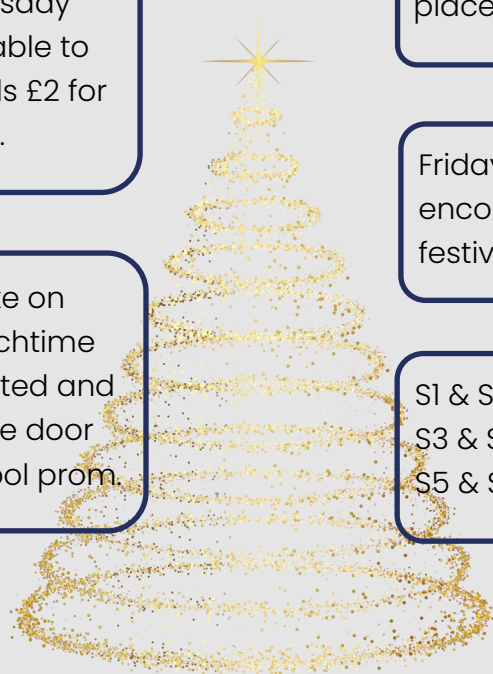 sday
able to
ls £2 for
.
ke on
chtime
ted and
e door
ool prom.
place
Friday
enco
festiv
S1 & S
S3 & S
S5 & S